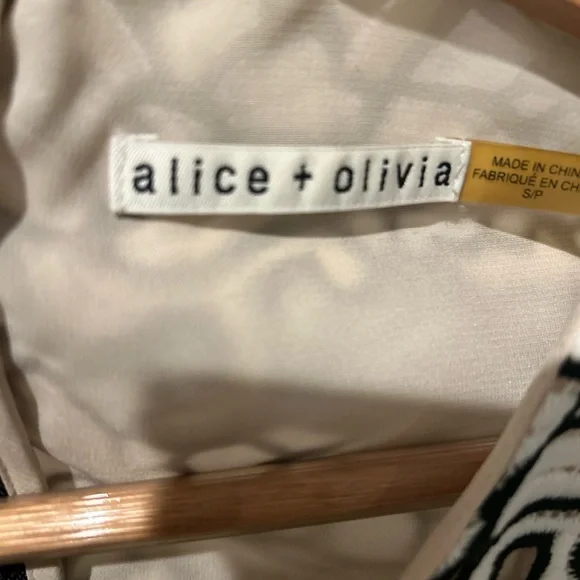 alice + olivia
MADE IN CHIN
FABRIQUÉ EN CH
S/P